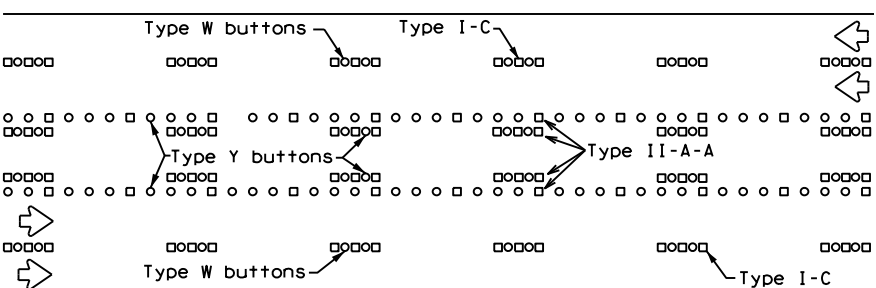 Type W buttons
Type I-C
Type Y buttons
Type II-A-A
Type W buttons
Type I-C